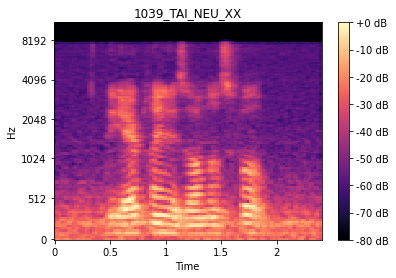 1039_TAI_NEU_XX
+0 dB
8192
-10 dB
4096
-20 dB
-30 dB
2048
Hz
-40 dB
1024
-50 dB
512
-60 dB
-70 dB
0
-80 dB
0
0.5
1
1.5
2
Time